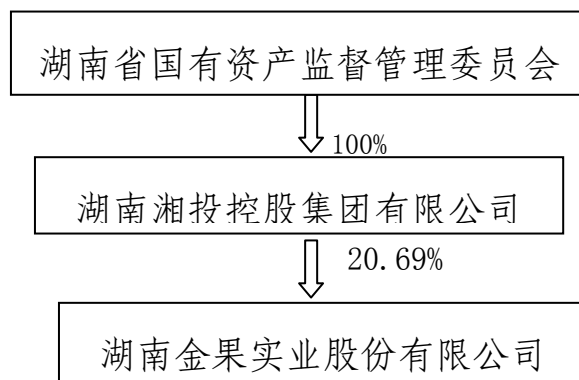 湖南省国有资产监督管理委员会
100%
湖南湘投控股集团有限公司
20.69%
湖南金果实业股份有限公司